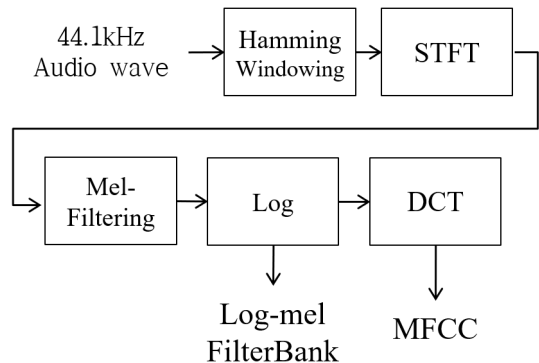 44.1kHz
Audio wave
Hamming
Windowing
STFT
Mel-
Filtering
Log
DCT
Log-mel
FilterBank
MFCC